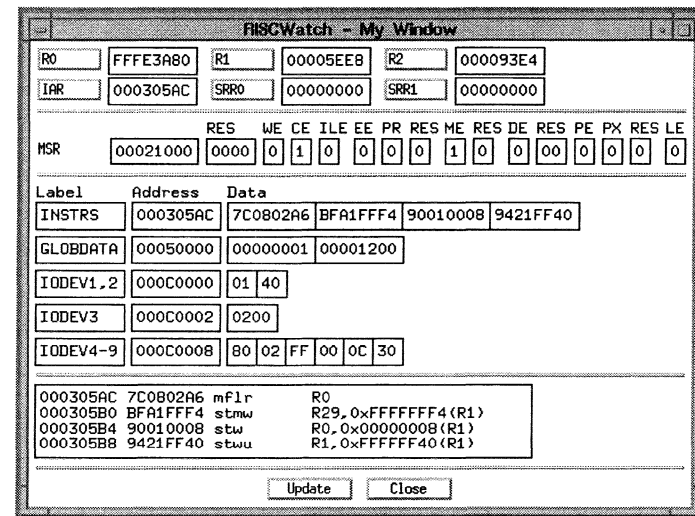 RISCWatch - My Window
R0 FFFE3A80 R1 00005EE8 R2 000093E4
IAR 000305AC SRR0 00000000 SRR1 00000000
RES WE CE ILE EE PR RES ME RES DE RES PE PX RES LE
MSR 00021000 0000 0 1 0 0 0 0 1 0 0 00 0 0 0 0
Label Address Data
INSTRS 000305AC 7C0802A6 BFA1FFF4 90010008 9421FF40
GLOBDATA 00050000 00000001 00001200
IODEV1,2 000C0000 01 40
IODEV3 000C0002 0200
IODEV4-9 000C0008 80 02 FF 00 0C 30
000305AC 7C0802A6 mflr R0
000305B0 BFA1FFF4 stmw R29,0xFFFFFFF4(R1)
000305B4 90010008 stw R0,0x00000008(R1)
000305B8 9421FF40 stwu R1,0xFFFFFF40(R1)
Update Close